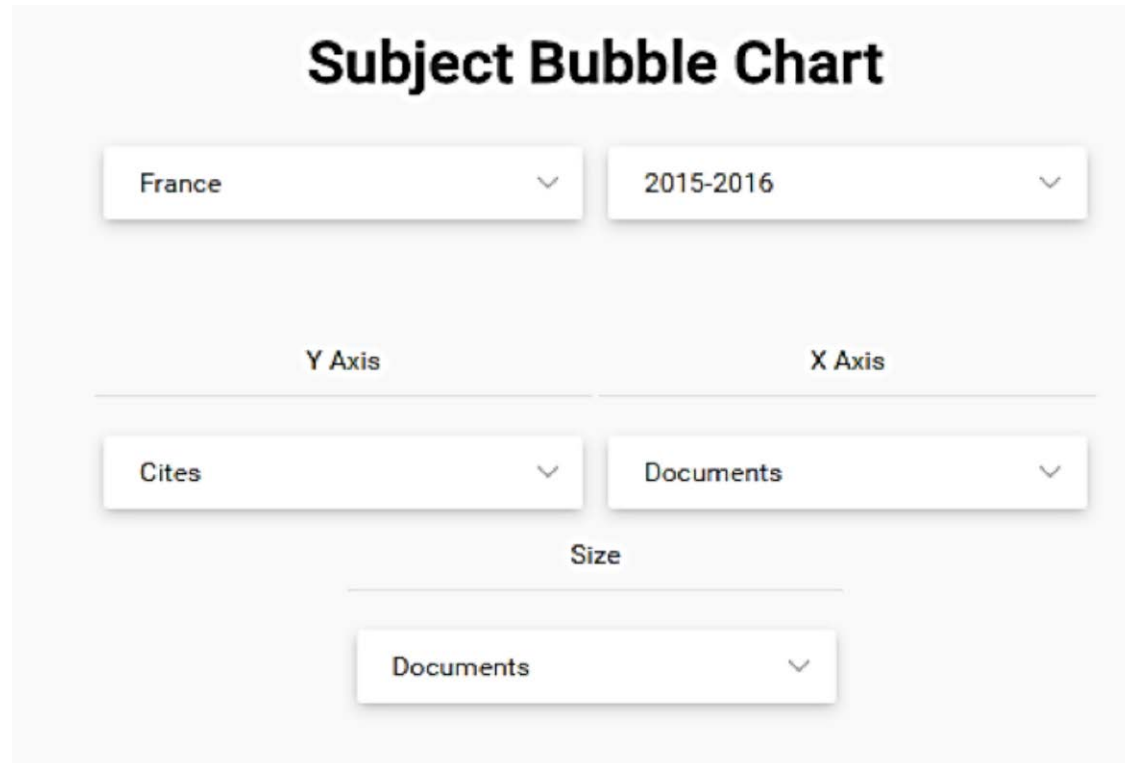 Subject Bubble Chart
France
2015-2016
Y Axis
X Axis
Cites
Documents
Size
Documents